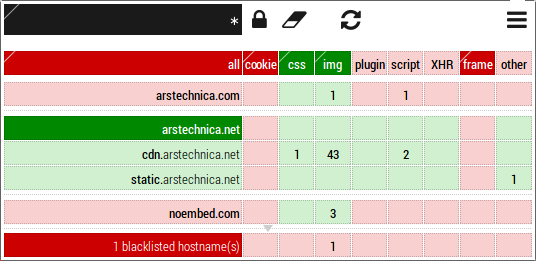 *
all cookie css img plugin script XHR frame other
arstechnica.com 1 1
arstechnica.net
cdn.arstechnica.net 1 43 2
static.arstechnica.net 1
noembed.com 3
1 blacklisted hostname(s) 1